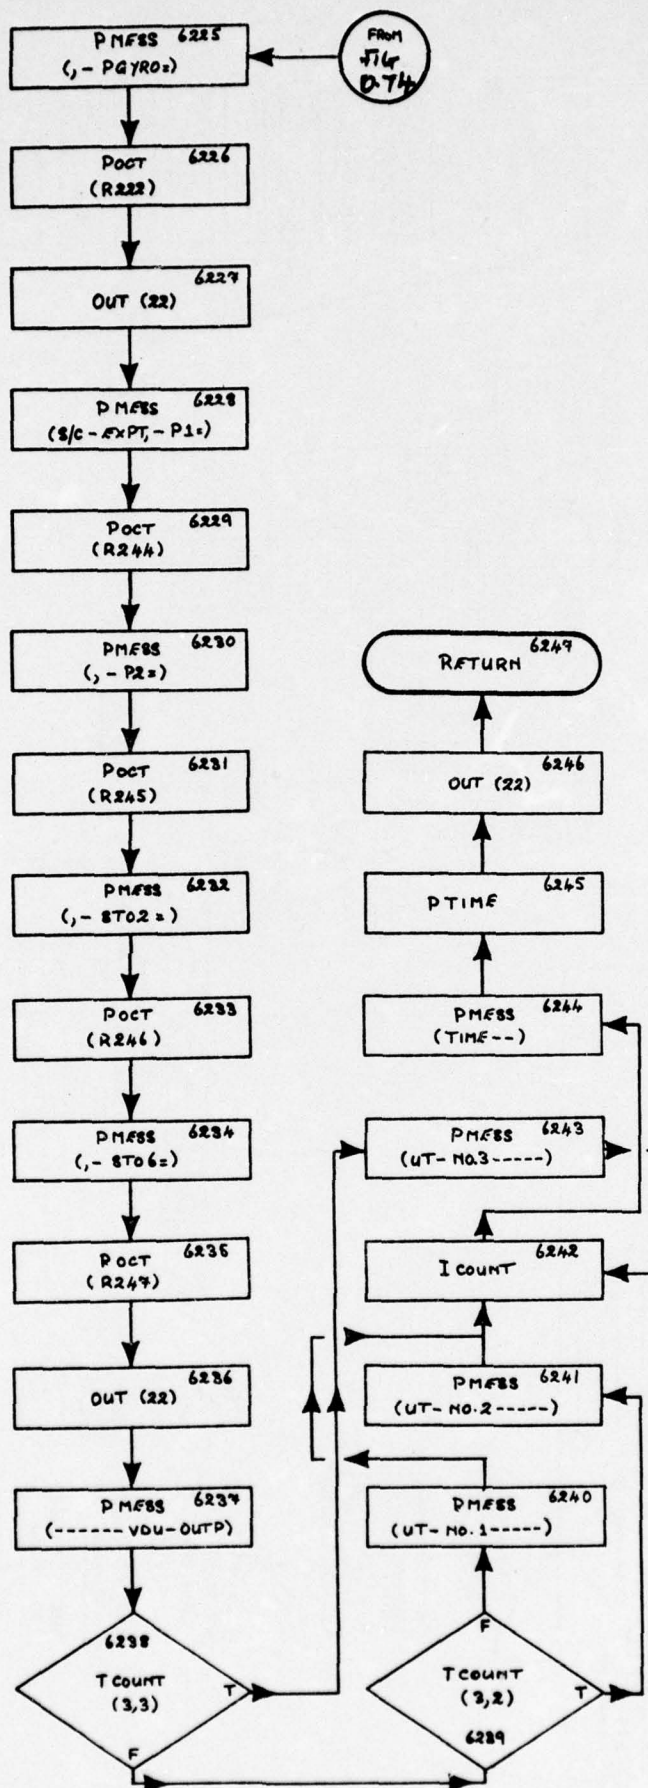 PMESS 6225
(,- PGYRO=)
FROM
FIG
D.74
POCT 6226
(R222)
6227
OUT (22)
PMESS 6228
(S/C-EXPT,-P1=)
POCT 6229
(R244)
PMESS 6230
(,- P2=)
POCT 6231
(R245)
PMESS 6232
(,- STO2=)
POCT 6233
(R246)
PMESS 6234
(,- STO6=)
POCT 6235
(R247)
6236
OUT (22)
PMESS 6237
(------VDU-OUTP)
6238
TCOUNT
(3,3)
T
F
6247
RETURN
6246
OUT (22)
6245
PTIME
PMESS 6244
(TIME--)
PMESS 6243
(UT-NO.3-----)
6242
ICOUNT
PMESS 6241
(UT-NO.2-----)
PMESS 6240
(UT-NO.1-----)
F
TCOUNT
(3,2)
T
6239